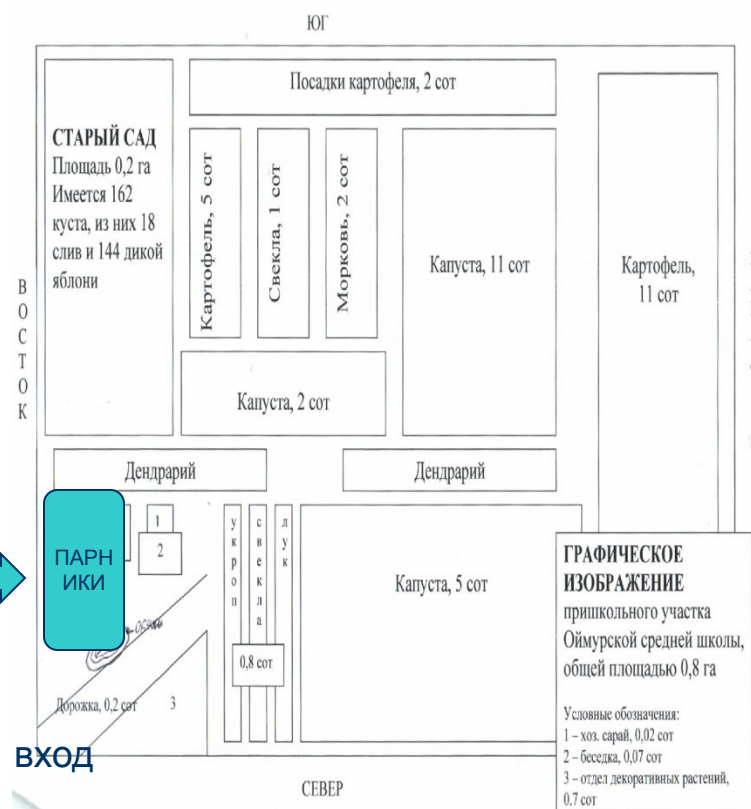 ЮГ
Посадки картофеля, 2 сот
СТАРЫЙ САД
Площадь 0,2 га
Имеется 162
куста, из них 18
слив и 144 дикой
яблони
Картофель, 5 сот
Свекла, 1 сот
Морковь, 2 сот
Капуста, 11 сот
Картофель,
11 сот
ВОСТОК
Капуста, 2 сот
Дендрарий
Дендрарий
ПАРН
ИКИ
1
2
укроп
свекла
лук
0,8 сот
Капуста, 5 сот
Дорожка, 0,2 сот
3
ВХОД
СЕВЕР
ГРАФИЧЕСКОЕ
ИЗОБРАЖЕНИЕ
пришкольного участка
Оймурской средней школы,
общей площадью 0,8 га
Условные обозначения:
1 – хоз. сарай, 0,02 сот
2 – беседка, 0,07 сот
3 – отдел декоративных растений,
0,7 сот